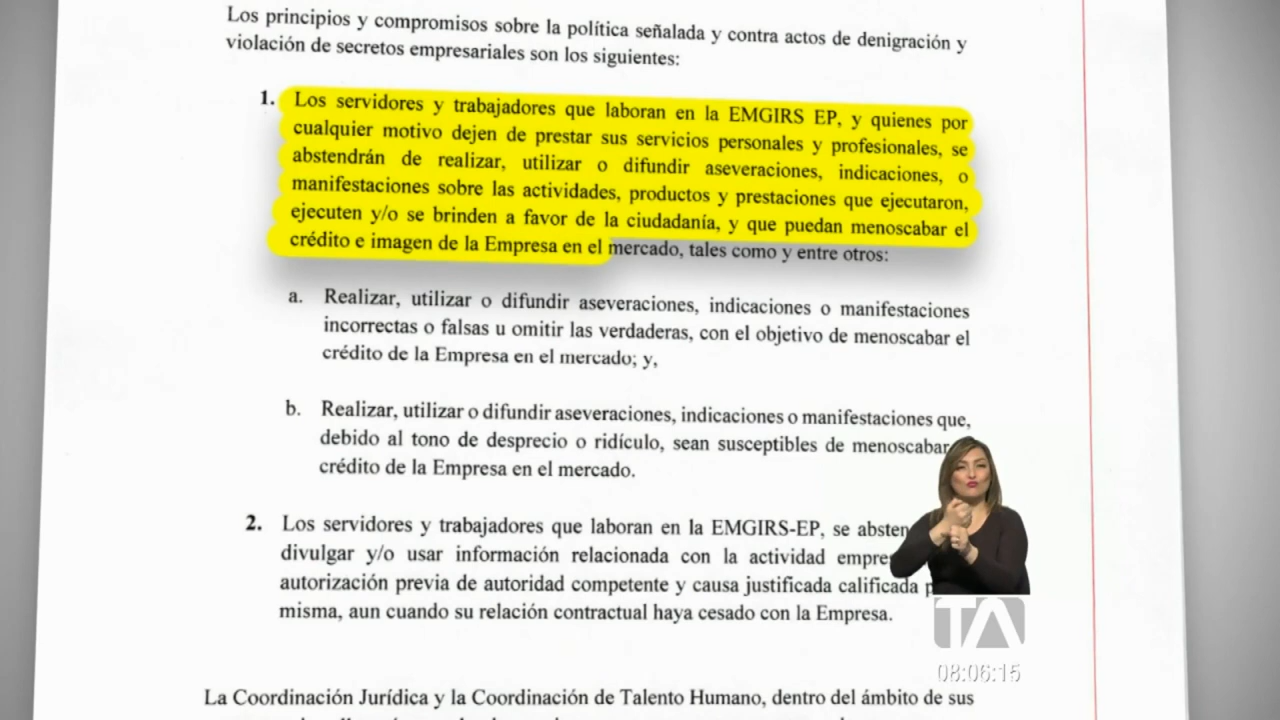 Los principios y compromisos sobre la política señalada y contra actos de denigración y
violación de secretos empresariales son los siguientes:
1. Los servidores y trabajadores que laboran en la EMGIRS EP, y quienes por
cualquier motivo dejen de prestar sus servicios personales y profesionales, se
abstendrán de realizar, utilizar o difundir aseveraciones, indicaciones, o
manifestaciones sobre las actividades, productos y prestaciones que ejecutaron,
ejecuten y/o se brinden a favor de la ciudadanía, y que puedan menoscabar el
crédito e imagen de la Empresa en el mercado, tales como y entre otros:
a. Realizar, utilizar o difundir aseveraciones, indicaciones o manifestaciones
incorrectas o falsas u omitir las verdaderas, con el objetivo de menoscabar el
crédito de la Empresa en el mercado; y,
b. Realizar, utilizar o difundir aseveraciones, indicaciones o manifestaciones que,
debido al tono de desprecio o ridículo, sean susceptibles de menoscabar
crédito de la Empresa en el mercado.
2. Los servidores y trabajadores que laboran en la EMGIRS-EP, se absten
divulgar y/o usar información relacionada con la actividad empre
autorización previa de autoridad competente y causa justificada calificada p
misma, aun cuando su relación contractual haya cesado con la Empresa.
TA
08:06:15
La Coordinación Jurídica y la Coordinación de Talento Humano, dentro del ámbito de sus